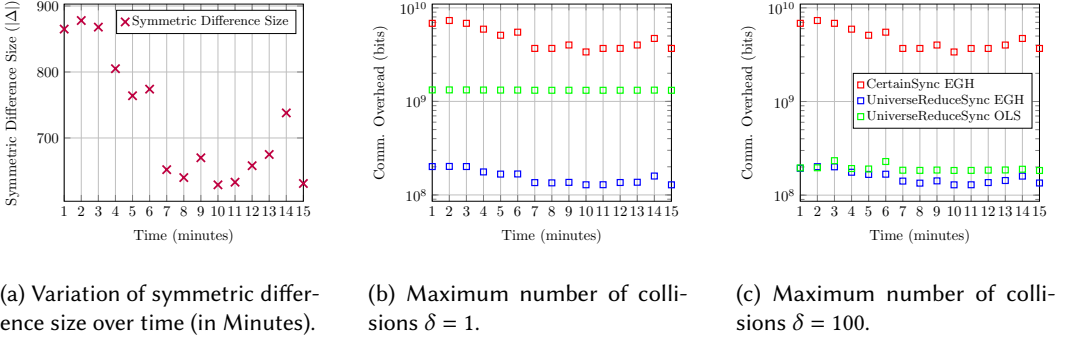 Symmetric Difference Size (|Δ|)
900
800
700
Symmetric Difference Size
1 2 3 4 5 6 7 8 9 10 11 12 13 14 15
Time (minutes)
Comm. Overhead (bits)
10^10
10^9
10^8
1 2 3 4 5 6 7 8 9 10 11 12 13 14 15
Time (minutes)
Comm. Overhead (bits)
10^10
10^9
10^8
CertainSync EGH
UniverseReduceSync EGH
UniverseReduceSync OLS
1 2 3 4 5 6 7 8 9 10 11 12 13 14 15
Time (minutes)
(a) Variation of symmetric differ-
ence size over time (in Minutes).
(b) Maximum number of colli-
sions δ = 1.
(c) Maximum number of colli-
sions δ = 100.